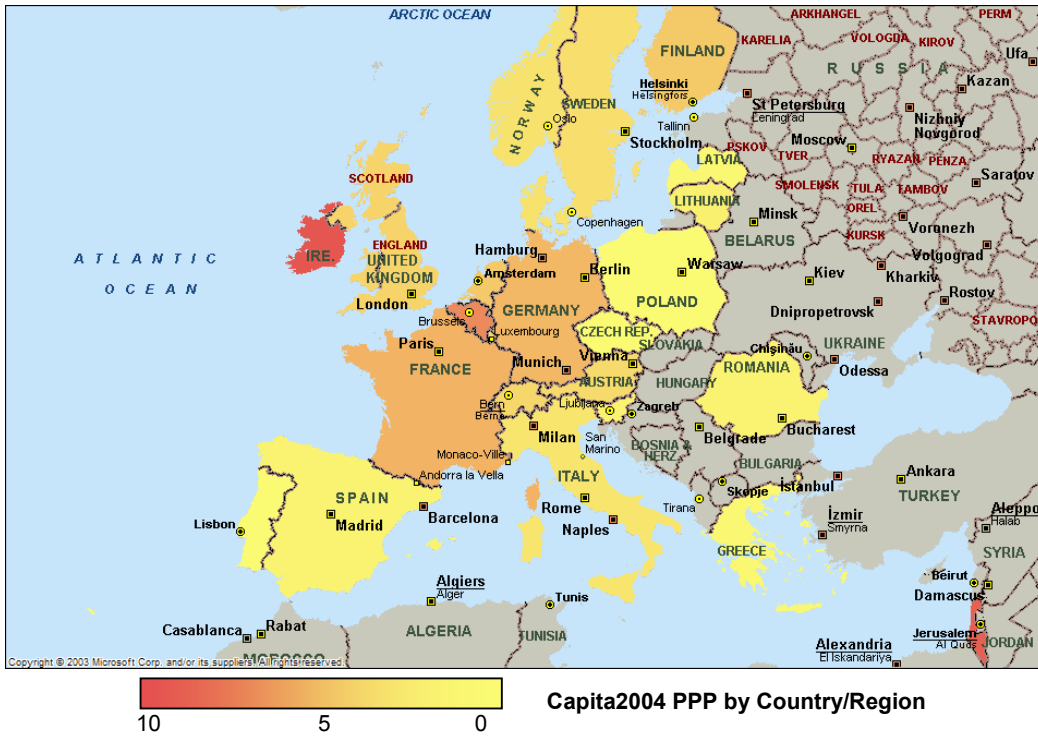 ARCTIC OCEAN
ARKHANGEL
PERM
KARELIA
VOLOGDA
KIROV
FINLAND
Ufa
R U S S I A
Kazan
Helsinki
Helsingfors
St Petersburg
Leningrad
Nizhniy
Novgorod
NORWAY
SWEDEN
Oslo
Tallinn
Stockholm
PSKOV
TVER
Moscow
RYAZAN
PENZA
LATVIA
Saratov
SCOTLAND
SMOLENSK
TULA
TAMBOV
LITHUANIA
OREL
Copenhagen
Minsk
Voronezh
IRE.
ENGLAND
UNITED
KINGDOM
Hamburg
BELARUS
KURSK
Volgograd
A T L A N T I C
O C E A N
Amsterdam
Berlin
Warsaw
Kiev
Kharkiv
London
POLAND
Rostov
Brussels
GERMANY
Dnipropetrovsk
STAVROPO
Luxembourg
CZECH REP.
SLOVAKIA
UKRAINE
Paris
Chişihău
Munich
Vienna
Odessa
FRANCE
AUSTRIA
HUNGARY
ROMANIA
Bern
Berne
Ljubljana
Zagreb
Milan
San
Marino
BOSNIA &
HERZ.
Belgrade
Bucharest
Monaco-Ville
Andorra la Vella
ITALY
BULGARIA
Ankara
SPAIN
Skopje
İstanbul
TURKEY
Rome
Tirana
Lisbon
Madrid
Barcelona
Naples
İzmir
Smyrna
Aleppo
Halab
GREECE
SYRIA
Algiers
Alger
Tunis
Beirut
Damascus
Casablanca
Rabat
ALGERIA
TUNISIA
Jerusalem
Al Quds
JORDAN
Alexandria
El Iskandariya
MOROCCO
Copyright © 2003 Microsoft Corp. and/or its suppliers. All rights reserved.
10
5
0
Capita2004 PPP by Country/Region